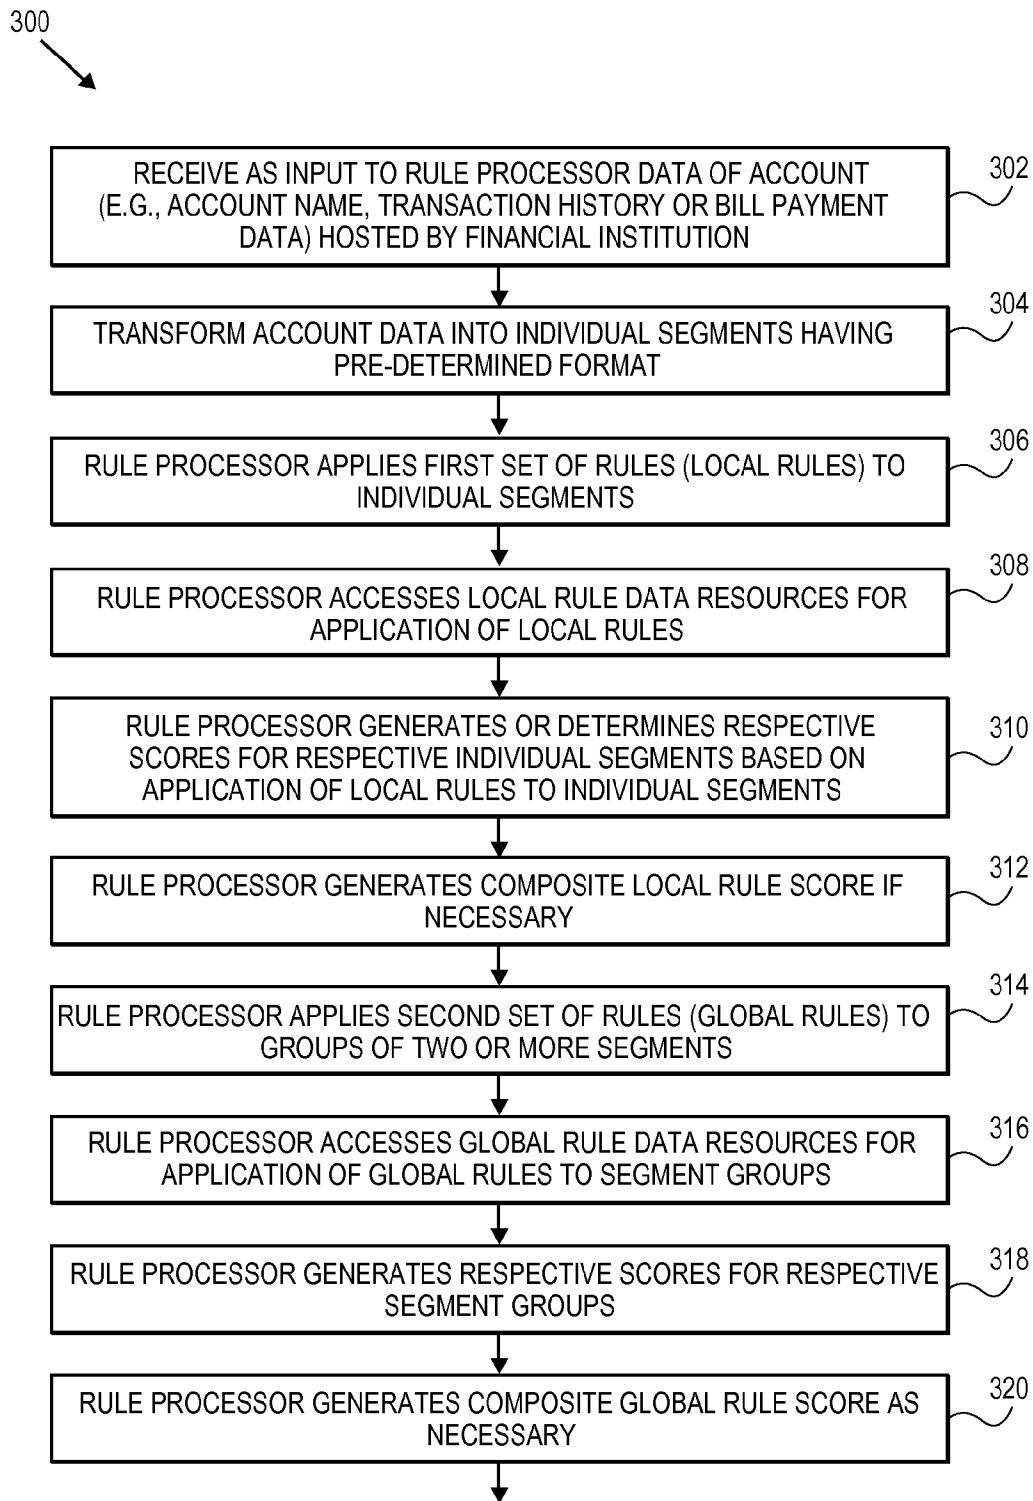 300
RECEIVE AS INPUT TO RULE PROCESSOR DATA OF ACCOUNT
(E.G., ACCOUNT NAME, TRANSACTION HISTORY OR BILL PAYMENT
DATA) HOSTED BY FINANCIAL INSTITUTION
302
TRANSFORM ACCOUNT DATA INTO INDIVIDUAL SEGMENTS HAVING
PRE-DETERMINED FORMAT
304
RULE PROCESSOR APPLIES FIRST SET OF RULES (LOCAL RULES) TO
INDIVIDUAL SEGMENTS
306
RULE PROCESSOR ACCESSES LOCAL RULE DATA RESOURCES FOR
APPLICATION OF LOCAL RULES
308
RULE PROCESSOR GENERATES OR DETERMINES RESPECTIVE
SCORES FOR RESPECTIVE INDIVIDUAL SEGMENTS BASED ON
APPLICATION OF LOCAL RULES TO INDIVIDUAL SEGMENTS
310
RULE PROCESSOR GENERATES COMPOSITE LOCAL RULE SCORE IF
NECESSARY
312
RULE PROCESSOR APPLIES SECOND SET OF RULES (GLOBAL RULES) TO
GROUPS OF TWO OR MORE SEGMENTS
314
RULE PROCESSOR ACCESSES GLOBAL RULE DATA RESOURCES FOR
APPLICATION OF GLOBAL RULES TO SEGMENT GROUPS
316
RULE PROCESSOR GENERATES RESPECTIVE SCORES FOR RESPECTIVE
SEGMENT GROUPS
318
RULE PROCESSOR GENERATES COMPOSITE GLOBAL RULE SCORE AS
NECESSARY
320